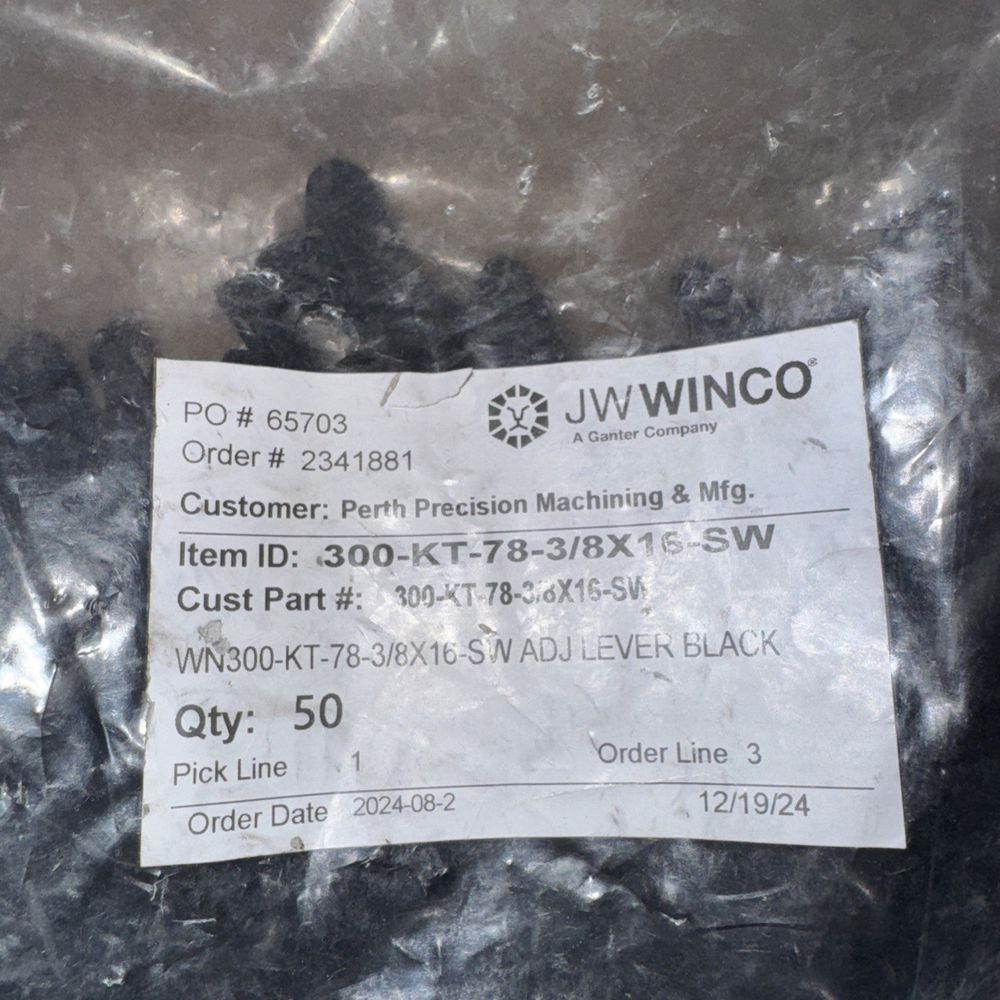 PO # 65703
JW WINCO®
A Ganter Company
Order # 2341881
Customer: Perth Precision Machining & Mfg.
Item ID: 300-KT-78-3/8X16-SW
Cust Part #: 300-KT-78-3/8X16-SW
WN300-KT-78-3/8X16-SW ADJ LEVER BLACK
Qty: 50
Pick Line 1 Order Line 3
Order Date 2024-08-2 12/19/24